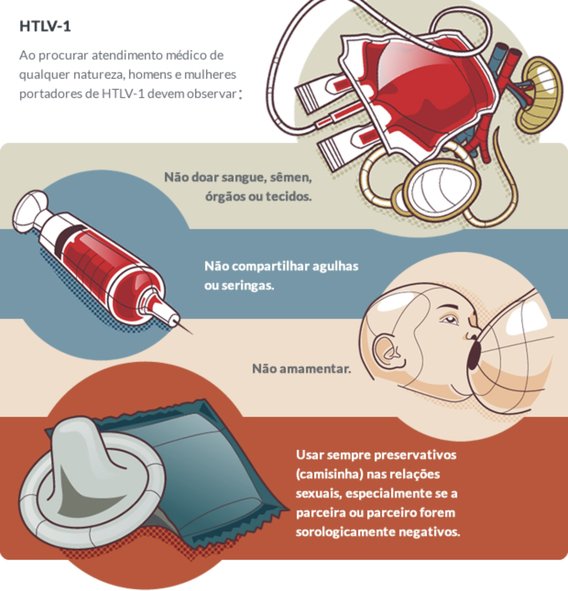 HTLV-1
Ao procurar atendimento médico de
qualquer natureza, homens e mulheres
portadores de HTLV-1 devem observar:
Não doar sangue, sêmen,
órgãos ou tecidos.
Não compartilhar agulhas
ou seringas.
Não amamentar.
Usar sempre preservativos
(camisinha) nas relações
sexuais, especialmente se a
parceira ou parceiro forem
sorologicamente negativos.